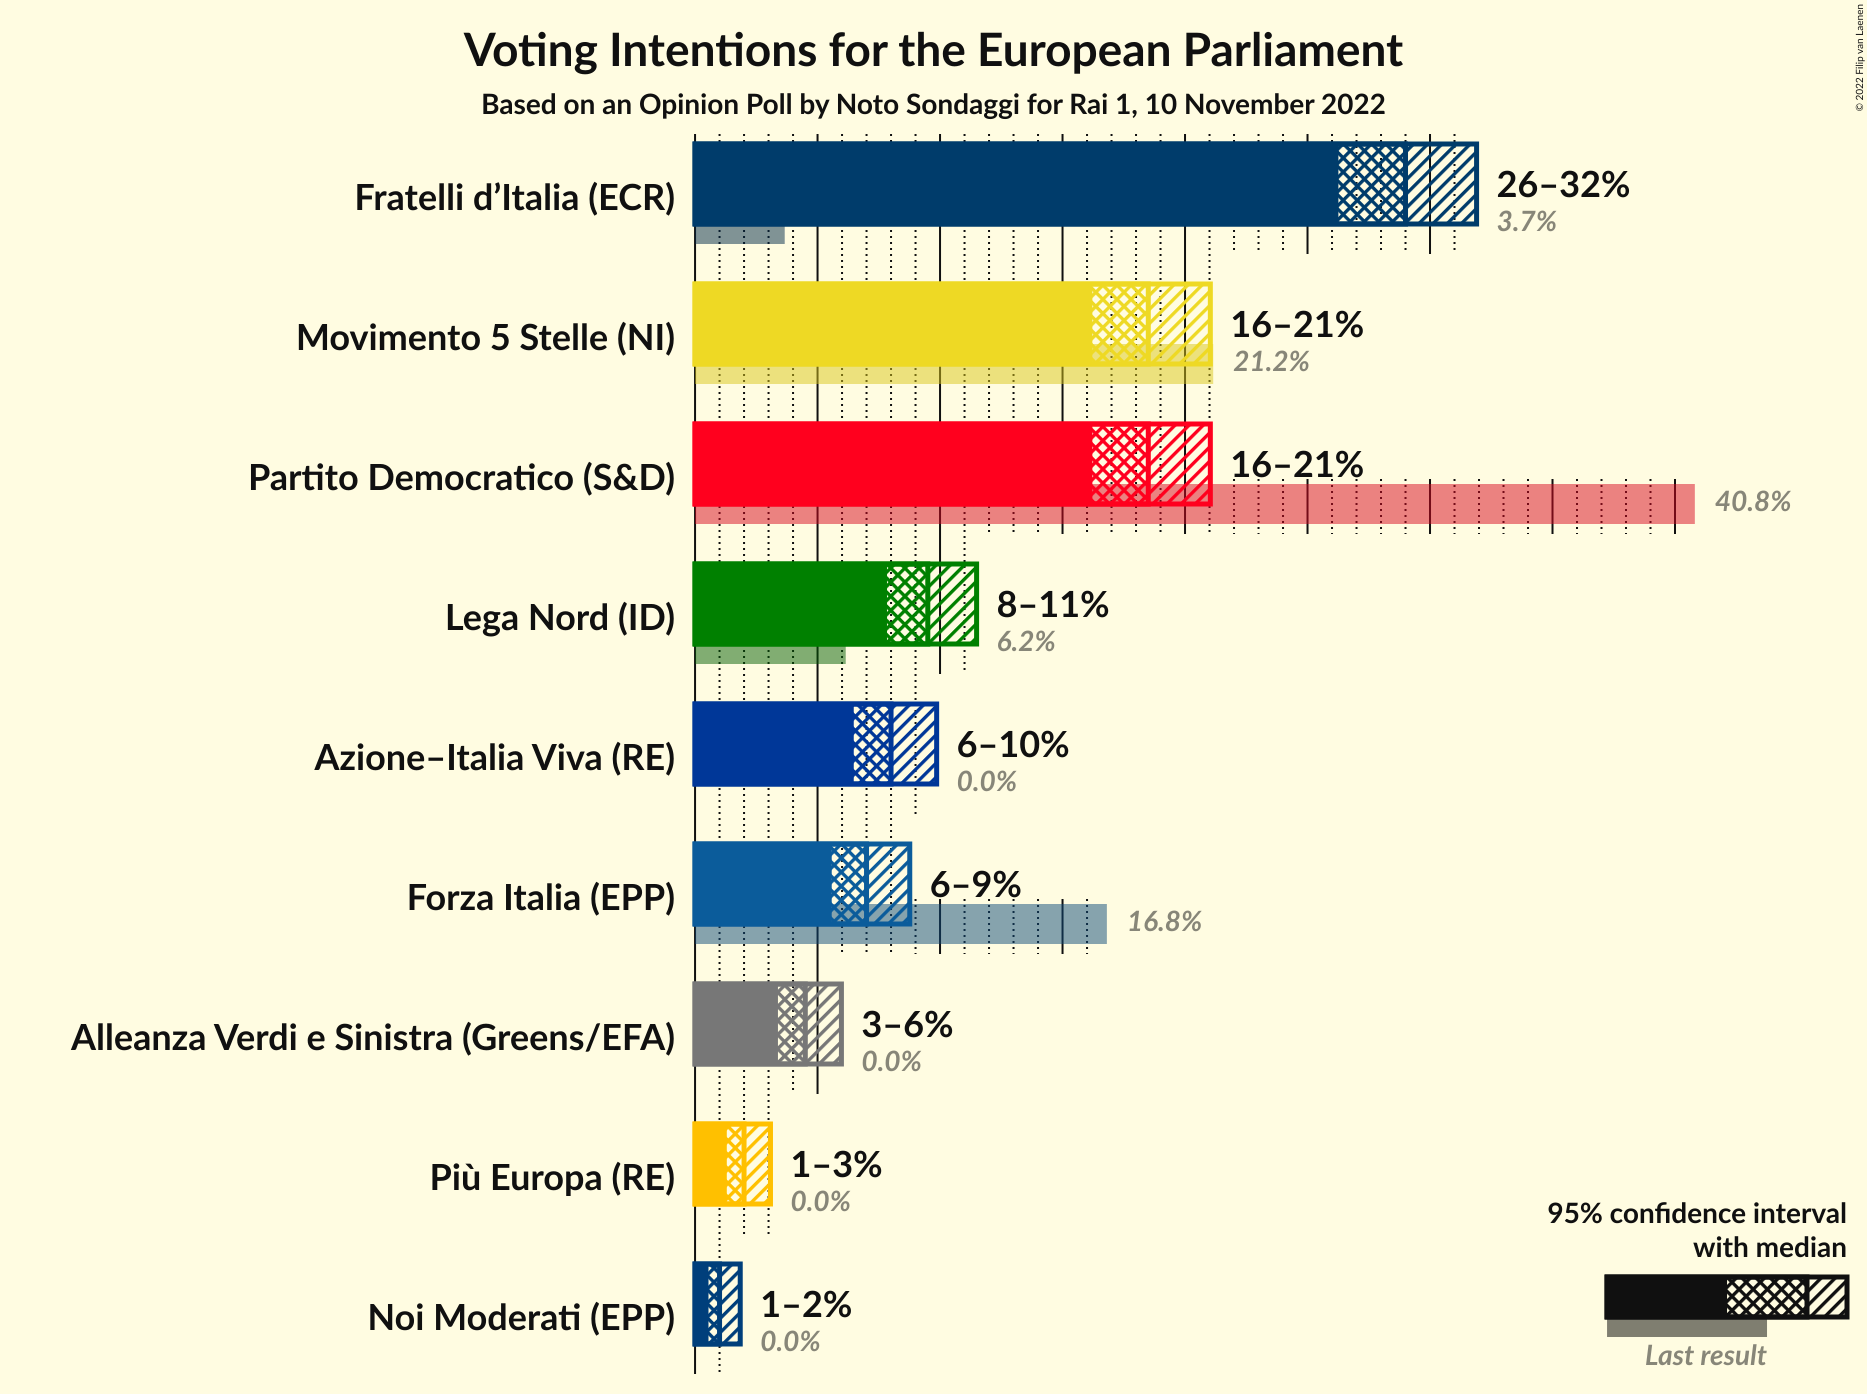 Voting Intentions for the European Parliament
Based on an Opinion Poll by Noto Sondaggi for Rai 1, 10 November 2022
© 2022 Filip van Laenen
Fratelli d’Italia (ECR)
26–32%
3.7%
Movimento 5 Stelle (NI)
16–21%
21.2%
Partito Democratico (S&D)
16–21%
40.8%
Lega Nord (ID)
8–11%
6.2%
Azione–Italia Viva (RE)
6–10%
0.0%
Forza Italia (EPP)
6–9%
16.8%
Alleanza Verdi e Sinistra (Greens/EFA)
3–6%
0.0%
Più Europa (RE)
1–3%
0.0%
Noi Moderati (EPP)
1–2%
0.0%
95% confidence interval
with median
Last result